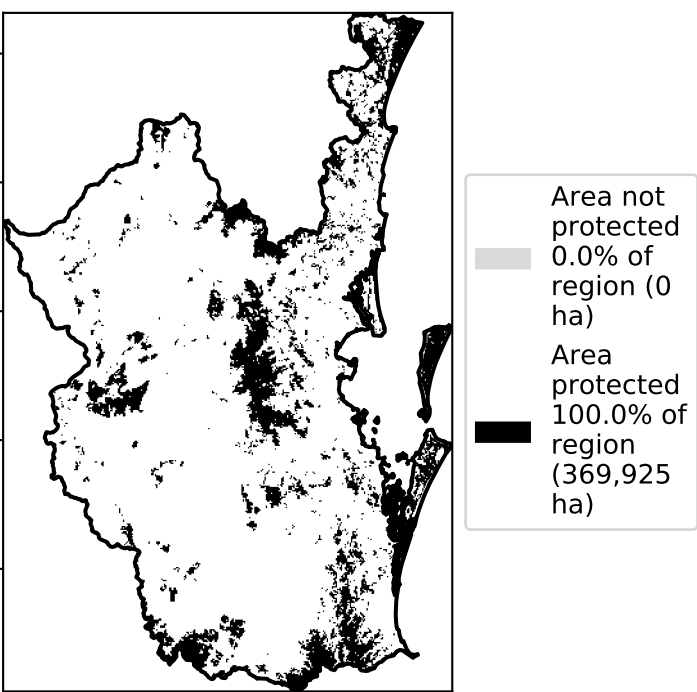 Area not
protected
0.0% of
region (0
ha)
Area
protected
100.0% of
region
(369,925
ha)